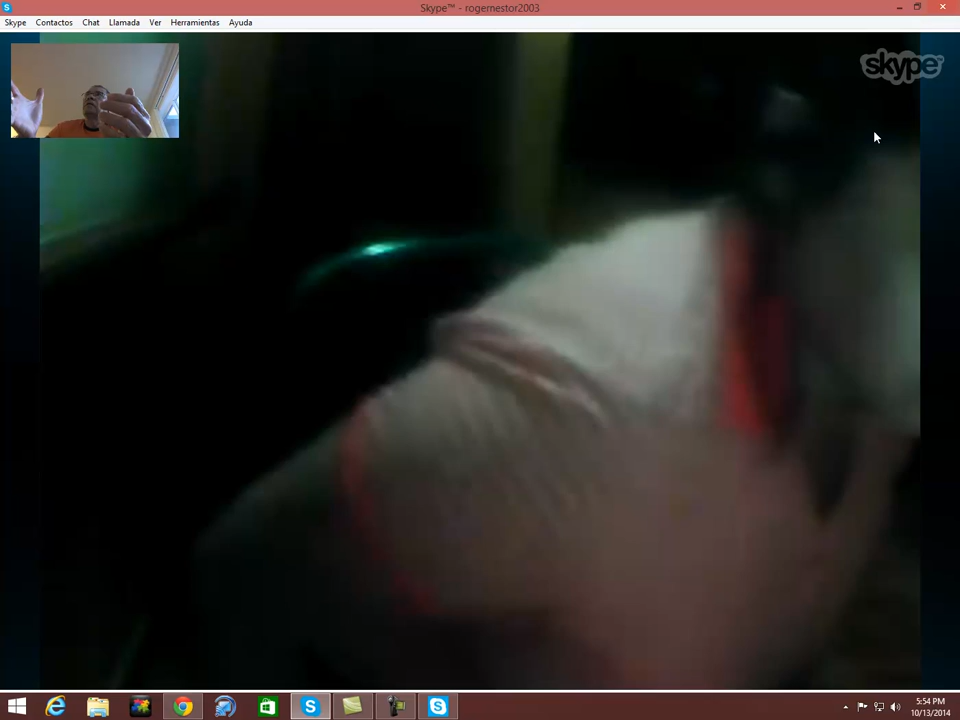 Skype™ - rogernestor2003
Skype Contactos Chat Llamada Ver Herramientas Ayuda
skype
5:54 PM
10/13/2014